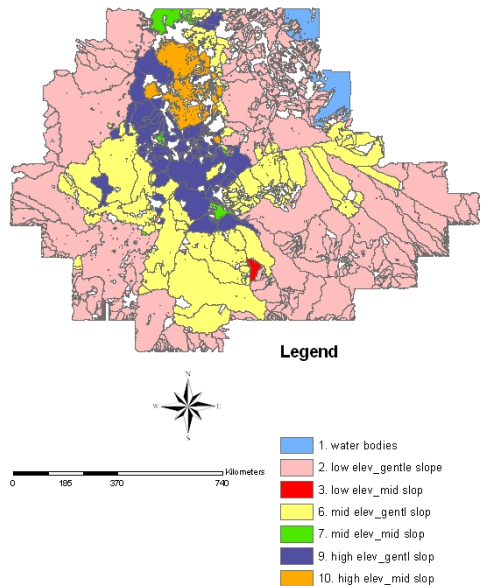 Legend
N
W E
S
Kilometers
0 185 370 740
1. water bodies
2. low elev_gentle slope
3. low elev_mid slop
6. mid elev_gentl slop
7. mid elev_mid slop
9. high elev_gentl slop
10. high elev_mid slop